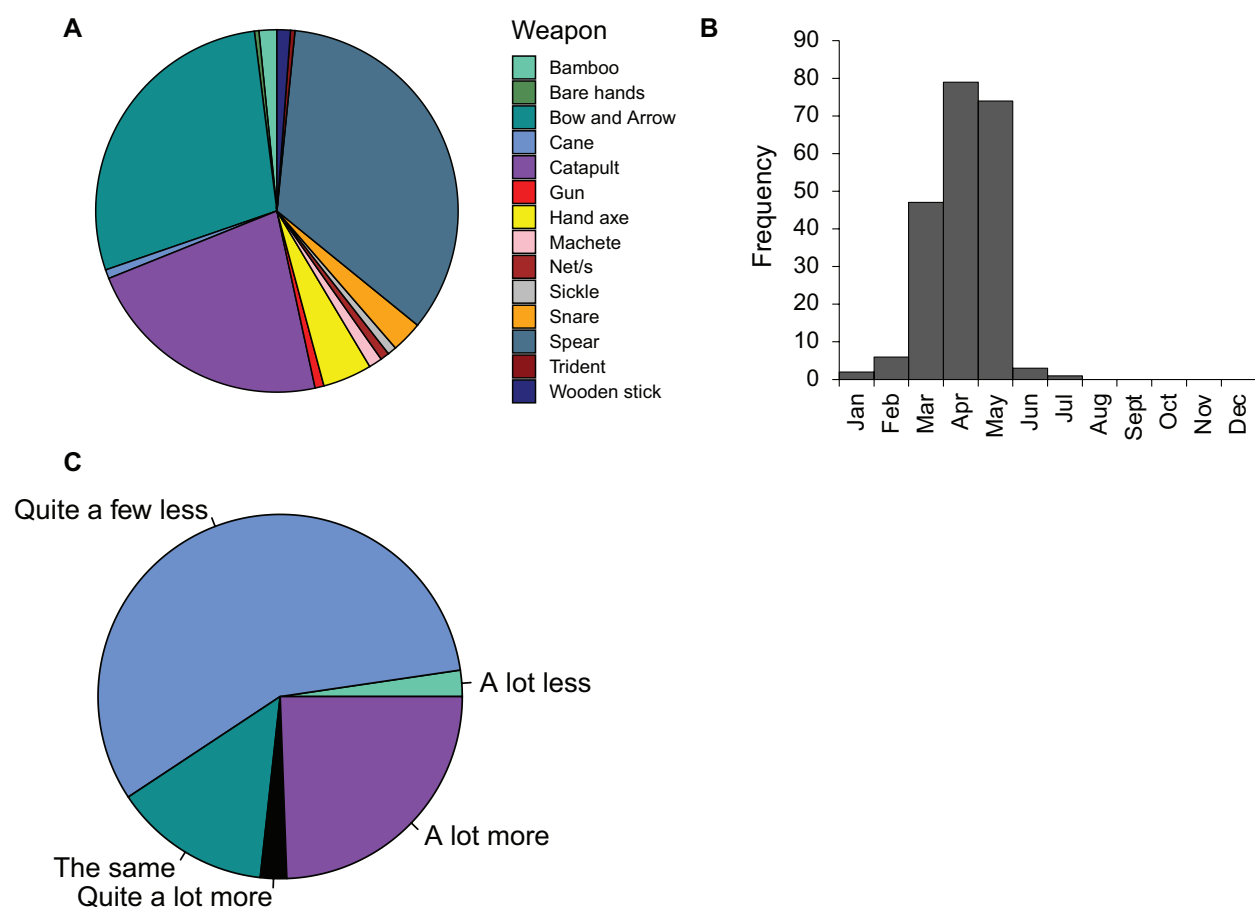 A
Weapon
Bamboo
Bare hands
Bow and Arrow
Cane
Catapult
Gun
Hand axe
Machete
Net/s
Sickle
Snare
Spear
Trident
Wooden stick
B
Frequency
90
80
70
60
50
40
30
20
10
0
Jan
Feb
Mar
Apr
May
Jun
Jul
Aug
Sept
Oct
Nov
Dec
C
Quite a few less
A lot less
A lot more
The same
Quite a lot more